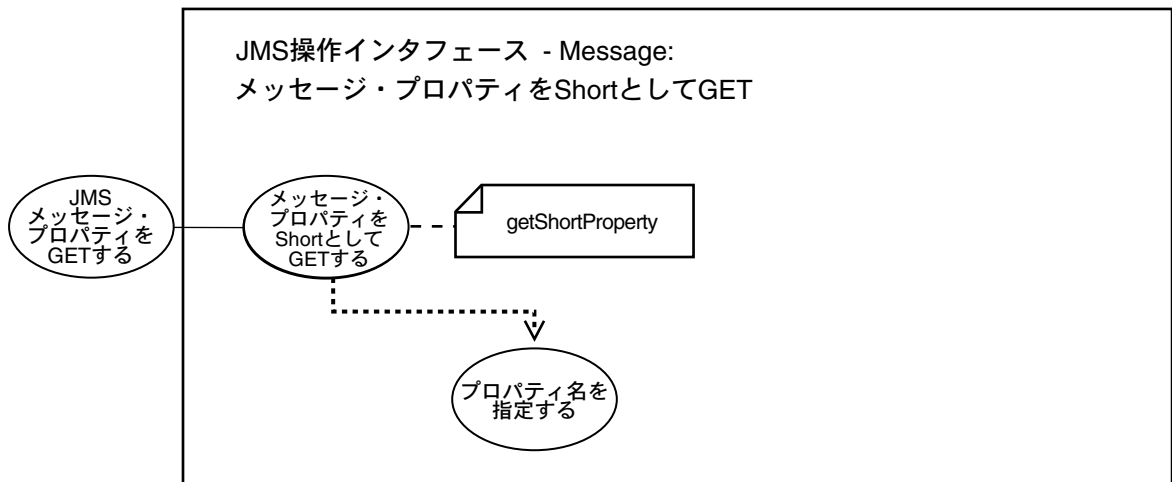 JMS操作インタフェース - Message:
メッセージ・プロパティをShortとしてGET
JMS
メッセージ・
プロパティを
GETする
メッセージ・
プロパティを
Shortとして
GETする
getShortProperty
プロパティ名を
指定する